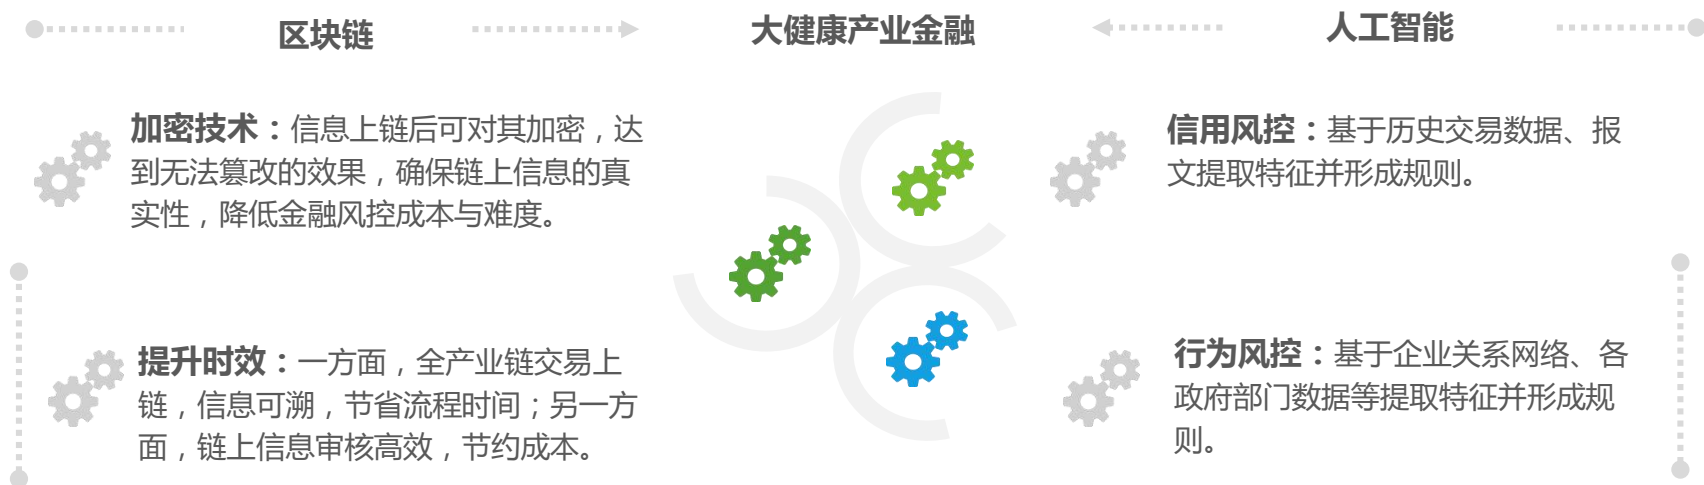 区块链
大健康产业金融
人工智能
加密技术：信息上链后可对其加密，达
到无法篡改的效果，确保链上信息的真
实性，降低金融风控成本与难度。
提升时效：一方面，全产业链交易上
链，信息可溯，节省流程时间；另一方
面，链上信息审核高效，节约成本。
信用风控：基于历史交易数据、报
文提取特征并形成规则。
行为风控：基于企业关系网络、各
政府部门数据等提取特征并形成规
则。